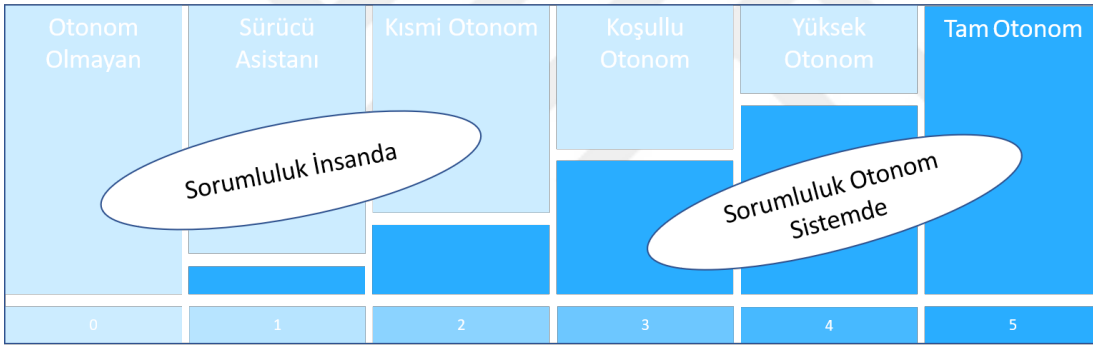 Otonom
Olmayan
Sürücü
Asistanı
Kısmi Otonom
Koşullu
Otonom
Yüksek
Otonom
Tam Otonom
Sorumluluk İnsanda
Sorumluluk Otonom
Sistemde
0
1
2
3
4
5